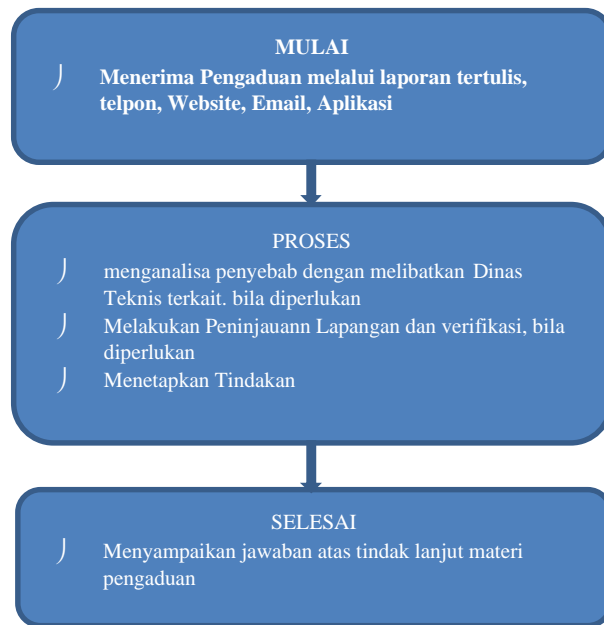 MULAI
Menerima Pengaduan melalui laporan tertulis,
telpon, Website, Email, Aplikasi
PROSES
menganalisa penyebab dengan melibatkan Dinas
Teknis terkait. bila diperlukan
Melakukan Peninjauann Lapangan dan verifikasi, bila
diperlukan
Menetapkan Tindakan
SELESAI
Menyampaikan jawaban atas tindak lanjut materi
pengaduan